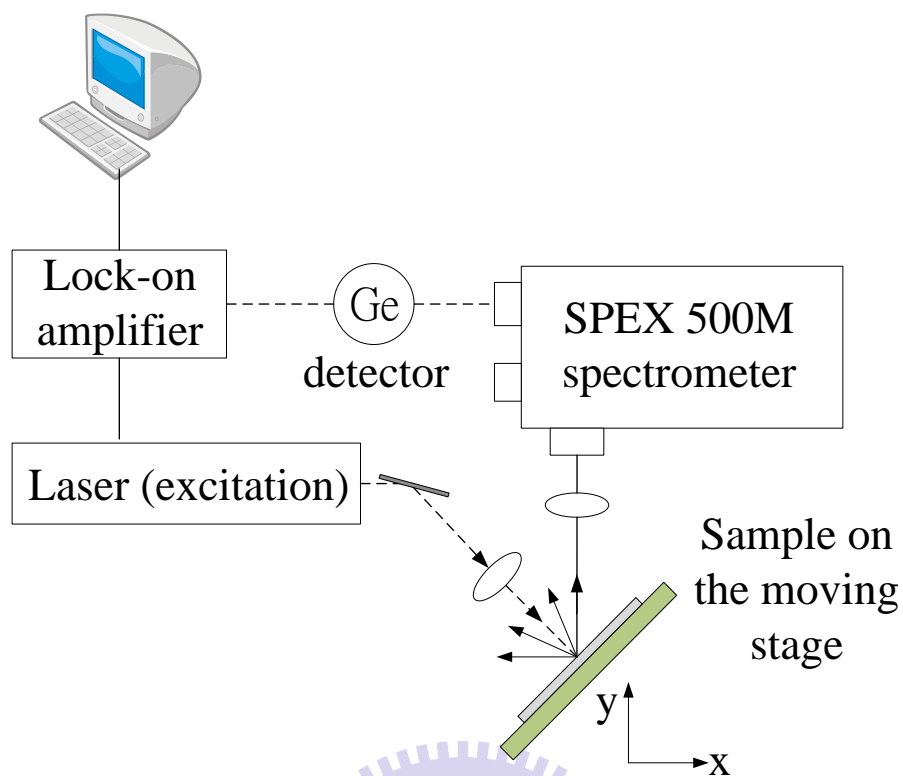 Lock-on
amplifier
Ge
detector
SPEX 500M
spectrometer
Laser (excitation)
Sample on
the moving
stage
y
x